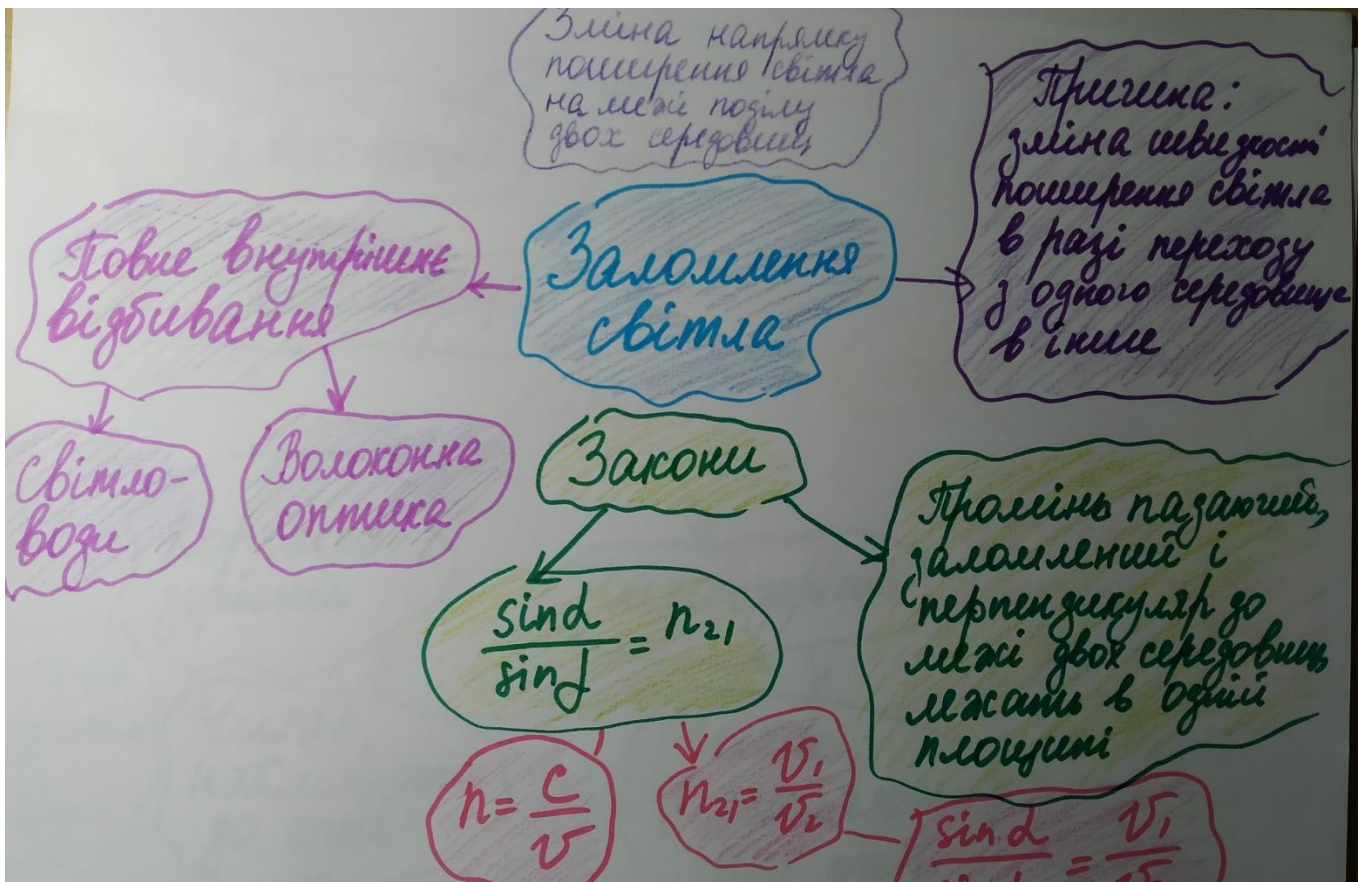 Зміна напрямку
поширення світла
на межі поділу
двох середовищ
Причина:
зміна швидкості
поширення світла
в разі переходу
з одного середовища
в інше
Повне внутрішнє
відбивання
Заломлення
світла
Світло-
води
Волоконна
оптика
Закони
Промінь падаючий,
заломлений і
перпендикуляр до
межі двох середовищ
лежать в одній
площині
sinα / sinγ = n₂₁
n = c / v
n₂₁ = v₁ / v₂
sin α / = v₁ /